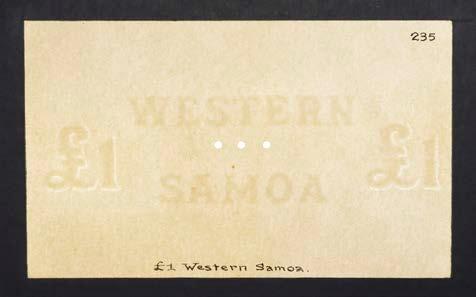 235
WESTERN
£1 £1
SAMOA
£1 Western Samoa.